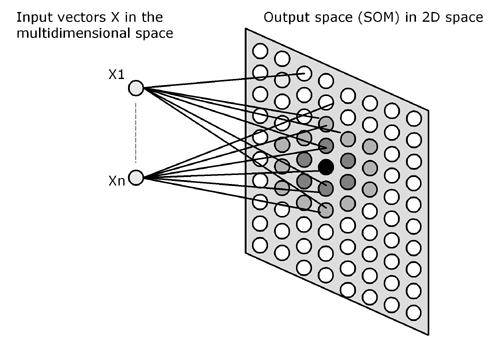 Input vectors X in the
multidimensional space
Output space (SOM) in 2D space
X1
Xn